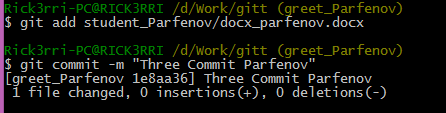 Rick3rri-PC@RICK3RRI /d/Work/gitt (greet_Parfenov)
$ git add student_Parfenov/docx_parfenov.docx
Rick3rri-PC@RICK3RRI /d/Work/gitt (greet_Parfenov)
$ git commit -m "Three Commit Parfenov"
[greet_Parfenov 1e8aa36] Three Commit Parfenov
1 file changed, 0 insertions(+), 0 deletions(-)